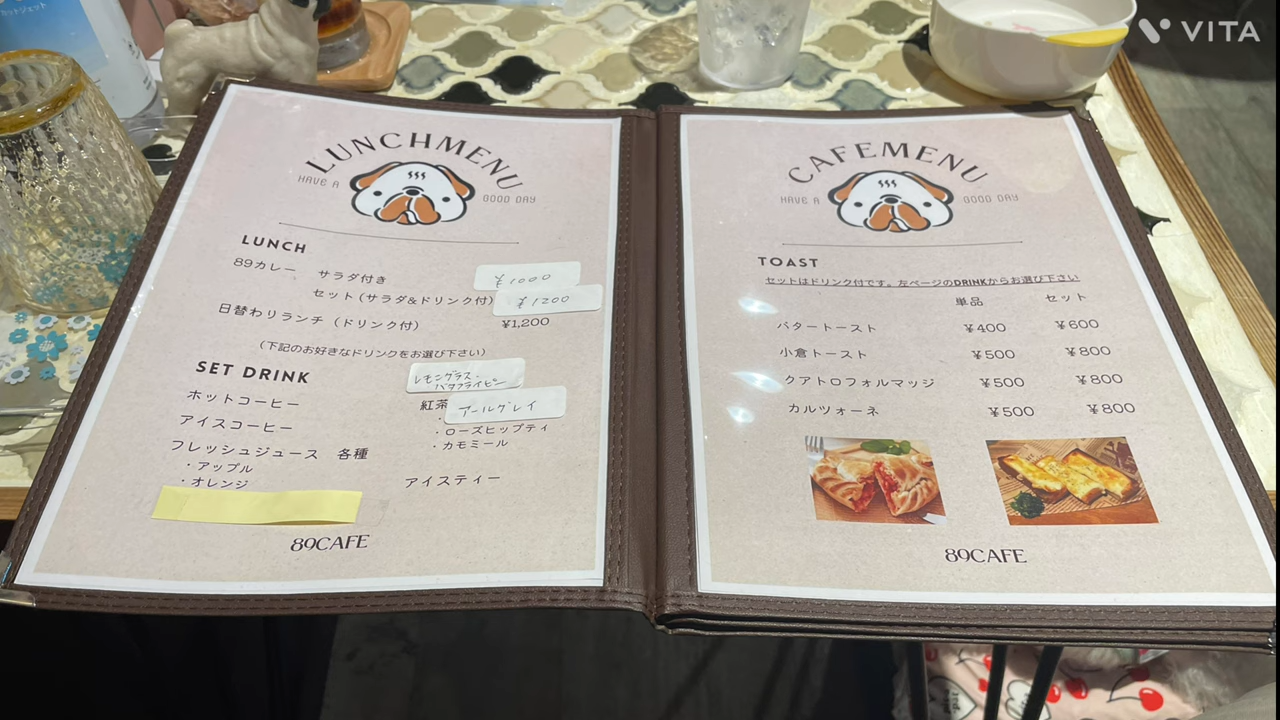 VITA
LUNCHMENU
HAVE A GOOD DAY
LUNCH
89カレー サラダ付き ¥1000
セット(サラダ&ドリンク付) ¥1200
日替わりランチ(ドリンク付) ¥1,200
(下記のお好きなドリンクをお選び下さい)
SET DRINK
レモングラス・
バタフライピー
ホットコーヒー
紅茶
アールグレイ
アイスコーヒー
・ローズヒップティ
・カモミール
フレッシュジュース 各種
・アップル
・オレンジ
アイスティー
89CAFE
CAFEMENU
HAVE A GOOD DAY
TOAST
セットはドリンク付です。左ページのDRINKからお選び下さい
単品 セット
バタートースト ¥400 ¥600
小倉トースト ¥500 ¥800
クアトロフォルマッジ ¥500 ¥800
カルツォーネ ¥500 ¥800
89CAFE